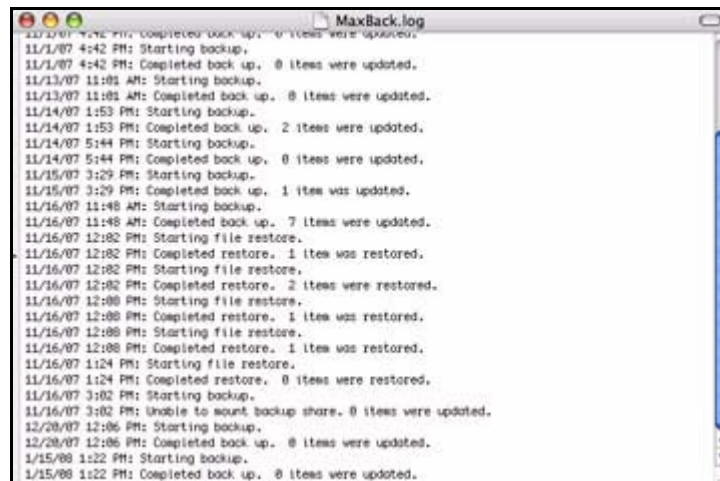 MaxBack.log
11/1/07 4:42 PM: Completed back up.  0 items were updated.
11/1/07 4:42 PM: Starting backup.
11/1/07 4:42 PM: Completed back up.  0 items were updated.
11/13/07 11:01 AM: Starting backup.
11/13/07 11:01 AM: Completed back up.  0 items were updated.
11/14/07 1:53 PM: Starting backup.
11/14/07 1:53 PM: Completed back up.  2 items were updated.
11/14/07 5:44 PM: Starting backup.
11/14/07 5:44 PM: Completed back up.  0 items were updated.
11/15/07 3:29 PM: Starting backup.
11/15/07 3:29 PM: Completed back up.  1 item was updated.
11/16/07 11:48 AM: Starting backup.
11/16/07 11:48 AM: Completed back up.  7 items were updated.
11/16/07 12:02 PM: Starting file restore.
11/16/07 12:02 PM: Completed restore.  1 item was restored.
11/16/07 12:02 PM: Starting file restore.
11/16/07 12:02 PM: Completed restore.  2 items were restored.
11/16/07 12:08 PM: Starting file restore.
11/16/07 12:08 PM: Completed restore.  1 item was restored.
11/16/07 12:08 PM: Starting file restore.
11/16/07 12:08 PM: Completed restore.  1 item was restored.
11/16/07 1:24 PM: Starting file restore.
11/16/07 1:24 PM: Completed restore.  0 items were restored.
11/16/07 3:02 PM: Starting backup.
11/16/07 3:02 PM: Unable to mount backup share. 0 items were updated.
12/20/07 12:06 PM: Starting backup.
12/20/07 12:06 PM: Completed back up.  0 items were updated.
1/15/08 1:22 PM: Starting backup.
1/15/08 1:22 PM: Completed back up.  0 items were updated.